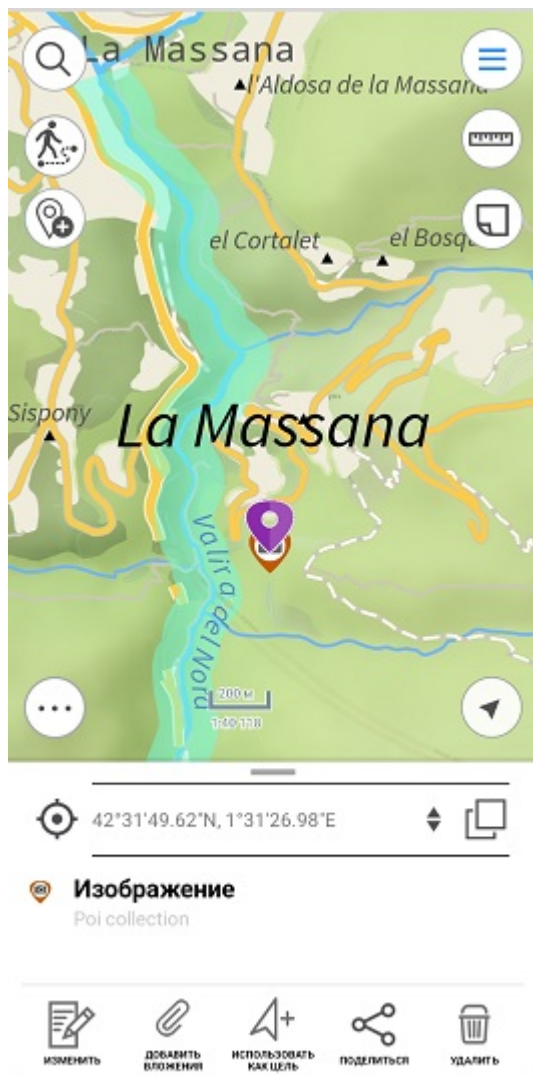 La Massana
l'Aldosa de la Massana
el Cortalet
el Bosq
Sispony
La Massana
Valira del Nord
200 м
1:40 118
42°31'49.62"N, 1°31'26.98"E
Изображение
Poi collection
ИЗМЕНИТЬ
ДОБАВИТЬ
ВЛОЖЕНИЯ
ИСПОЛЬЗОВАТЬ
КАК ЦЕЛЬ
ПОДЕЛИТЬСЯ
УДАЛИТЬ